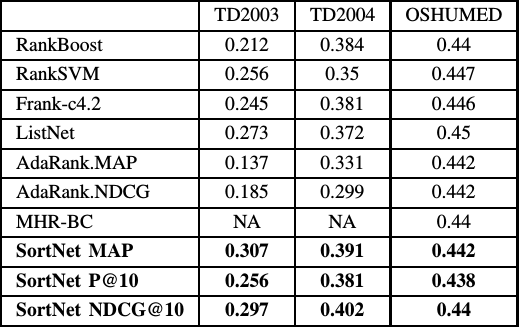 TD2003 TD2004 OSHUMED
RankBoost 0.212 0.384 0.44
RankSVM 0.256 0.35 0.447
Frank-c4.2 0.245 0.381 0.446
ListNet 0.273 0.372 0.45
AdaRank.MAP 0.137 0.331 0.442
AdaRank.NDCG 0.185 0.299 0.442
MHR-BC NA NA 0.44
SortNet MAP 0.307 0.391 0.442
SortNet P@10 0.256 0.381 0.438
SortNet NDCG@10 0.297 0.402 0.44